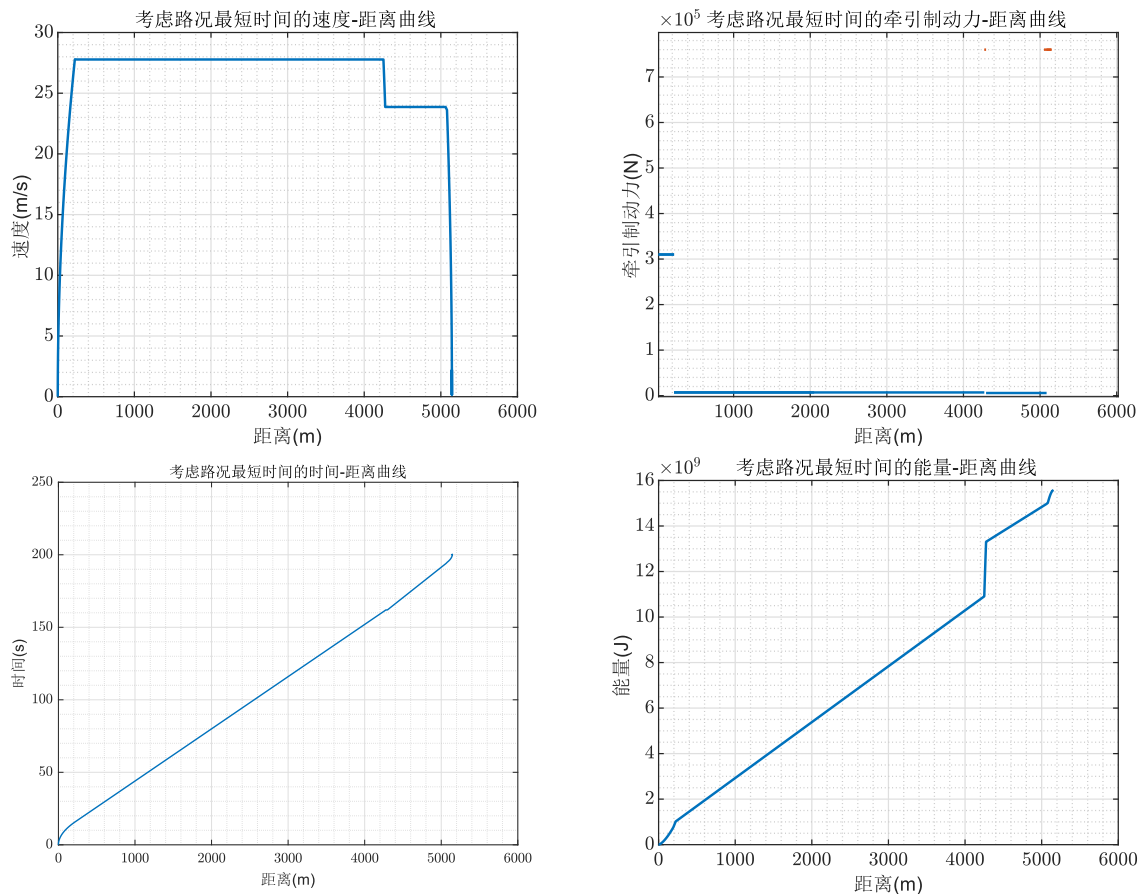 考虑路况最短时间的速度-距离曲线
30
25
20
15
10
5
0
速度(m/s)
0 1000 2000 3000 4000 5000 6000
距离(m)
×10⁵ 考虑路况最短时间的牵引制动力-距离曲线
7
6
5
4
3
2
1
0
牵引制动力(N)
1000 2000 3000 4000 5000 6000
距离(m)
考虑路况最短时间的时间-距离曲线
250
200
150
100
50
0
时间(s)
0 1000 2000 3000 4000 5000 6000
距离(m)
×10⁹ 考虑路况最短时间的能量-距离曲线
16
14
12
10
8
6
4
2
0
能量(J)
0 1000 2000 3000 4000 5000 6000
距离(m)